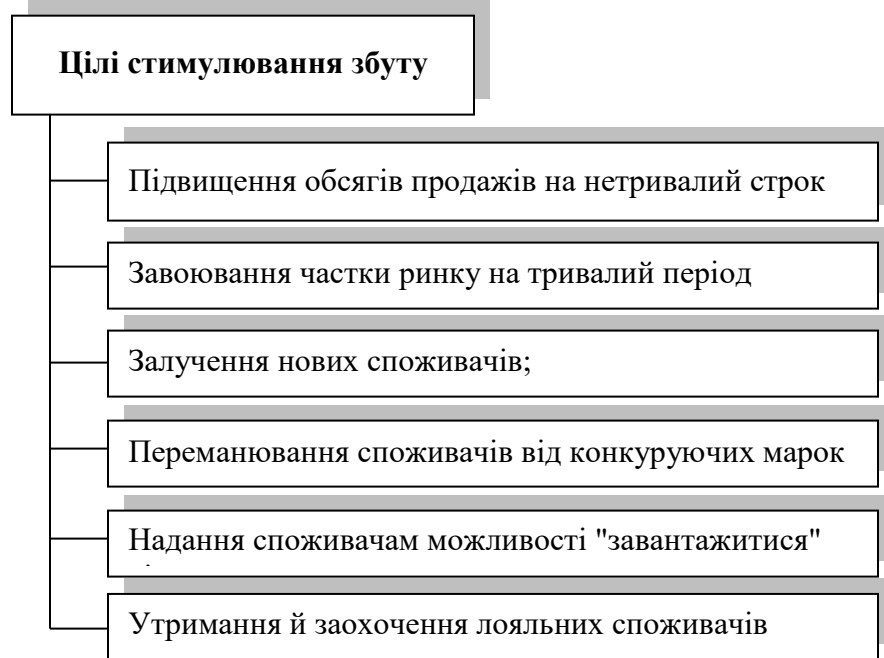 Цілі стимулювання збуту
Підвищення обсягів продажів на нетривалий строк
Завоювання частки ринку на тривалий період
Залучення нових споживачів;
Переманювання споживачів від конкуруючих марок
Надання споживачам можливості "завантажитися"
Утримання й заохочення лояльних споживачів